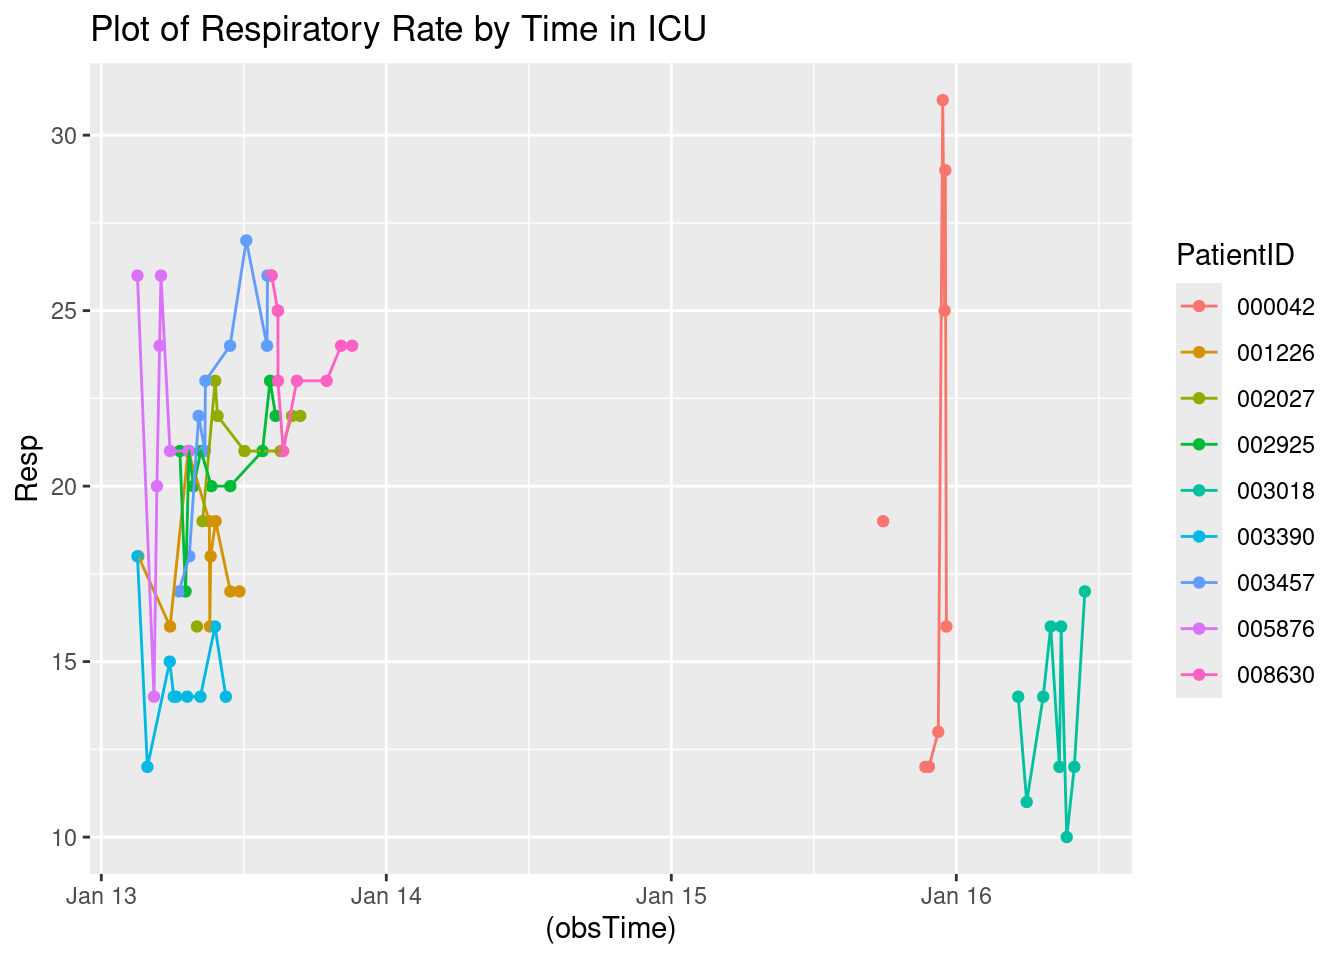 Plot of Respiratory Rate by Time in ICU
30
25
20
15
10
Resp
Jan 13 Jan 14 Jan 15 Jan 16
(obsTime)
PatientID
000042
001226
002027
002925
003018
003390
003457
005876
008630